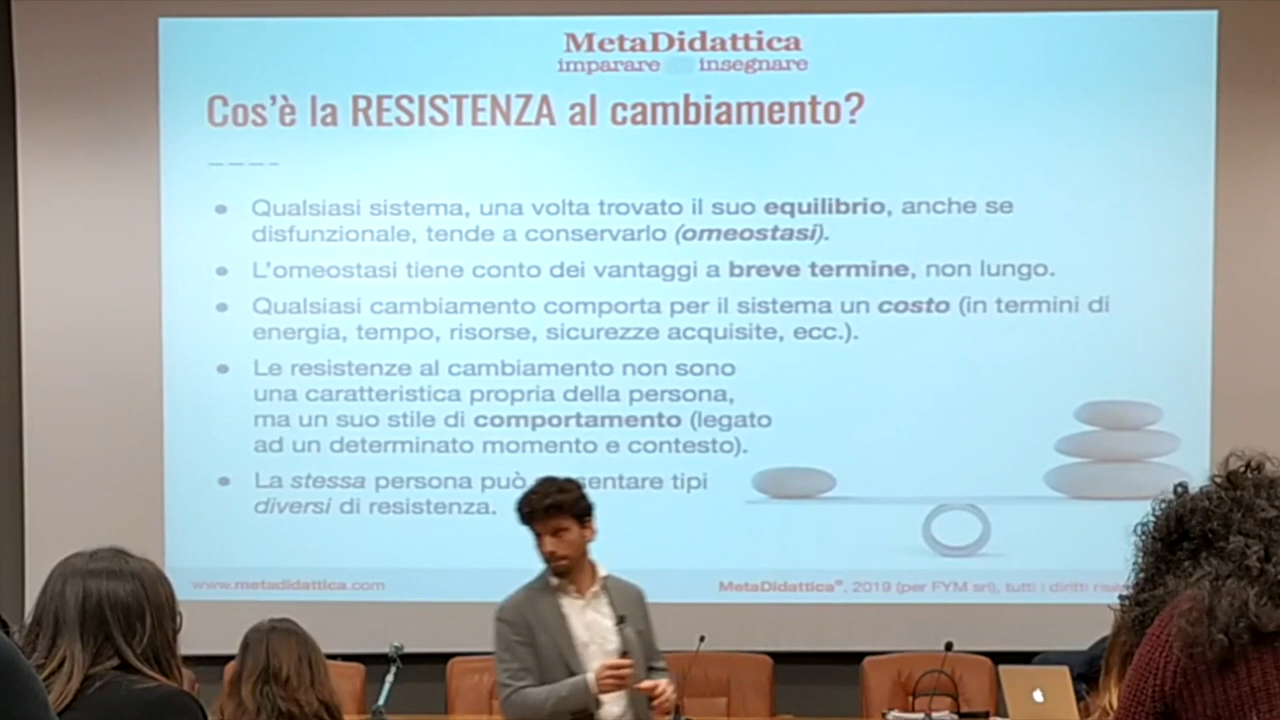 MetaDidattica
imparare insegnare
Cos'è la RESISTENZA al cambiamento?
Qualsiasi sistema, una volta trovato il suo equilibrio, anche se
disfunzionale, tende a conservarlo (omeostasi).
L'omeostasi tiene conto dei vantaggi a breve termine, non lungo.
Qualsiasi cambiamento comporta per il sistema un costo (in termini di
energia, tempo, risorse, sicurezze acquisite, ecc.).
Le resistenze al cambiamento non sono
una caratteristica propria della persona,
ma un suo stile di comportamento (legato
ad un determinato momento e contesto).
La stessa persona può sentare tipi
diversi di resistenza.
www.metadidattica.com
MetaDidattica®, 2019 (per FYM srl), tutti i diritti